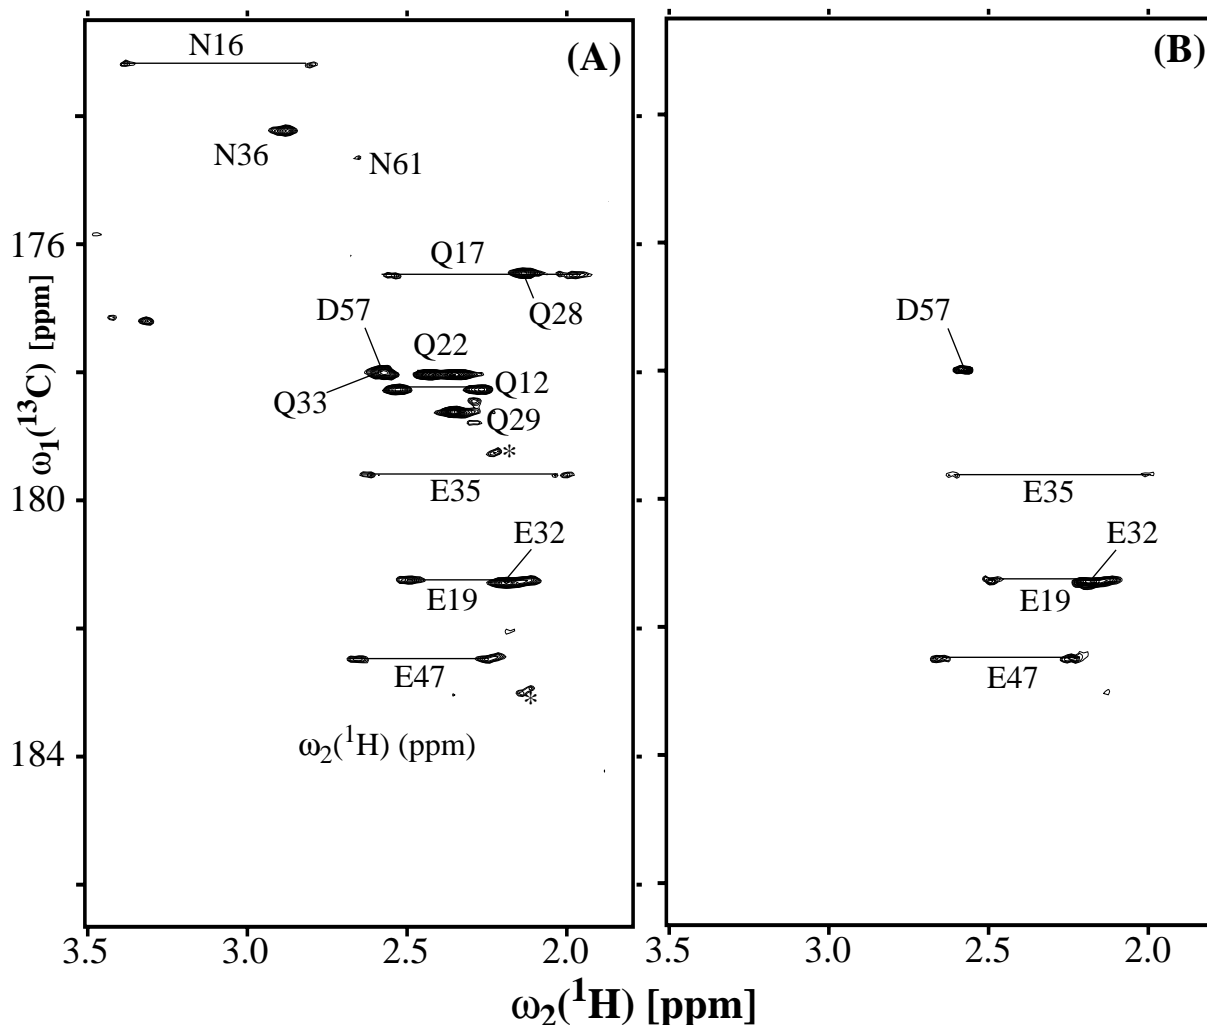 N16
(A)
(B)
N36
N61
176
Q17
Q28
D57
D57
Q22
Q12
Q33
Q29
*
ω1(13C) [ppm]
180
E35
E35
E32
E32
E19
E19
E47
E47
*
ω2(1H) (ppm)
184
3.5 3.0 2.5 2.0 3.5 3.0 2.5 2.0
ω2(1H) [ppm]